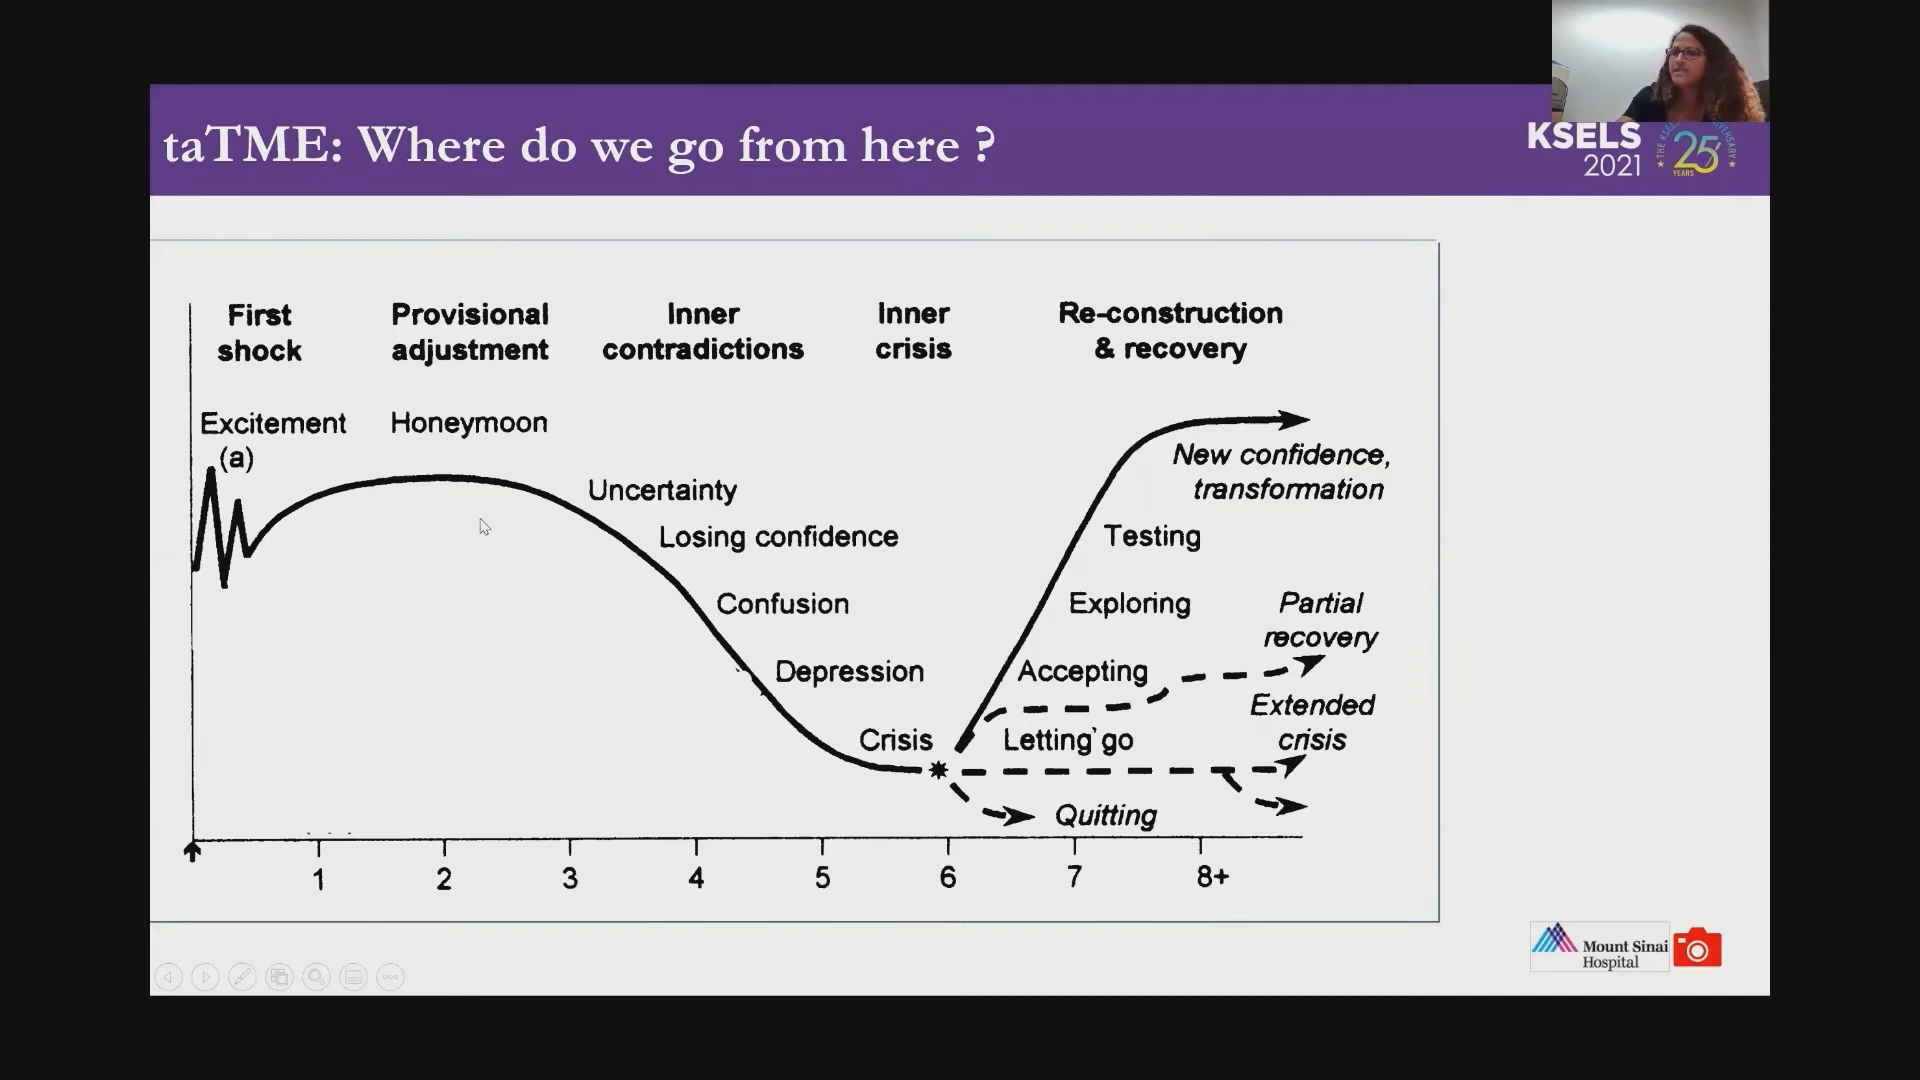 taTME: Where do we go from here ?
KSELS
2021
25
YEARS
First
shock
Provisional
adjustment
Inner
contradictions
Inner
crisis
Re-construction
& recovery
Excitement
(a)
Honeymoon
Uncertainty
Losing confidence
Confusion
Depression
Crisis
New confidence,
transformation
Testing
Exploring
Accepting
Letting go
Partial
recovery
Extended
crisis
Quitting
1 2 3 4 5 6 7 8+
Mount Sinai
Hospital